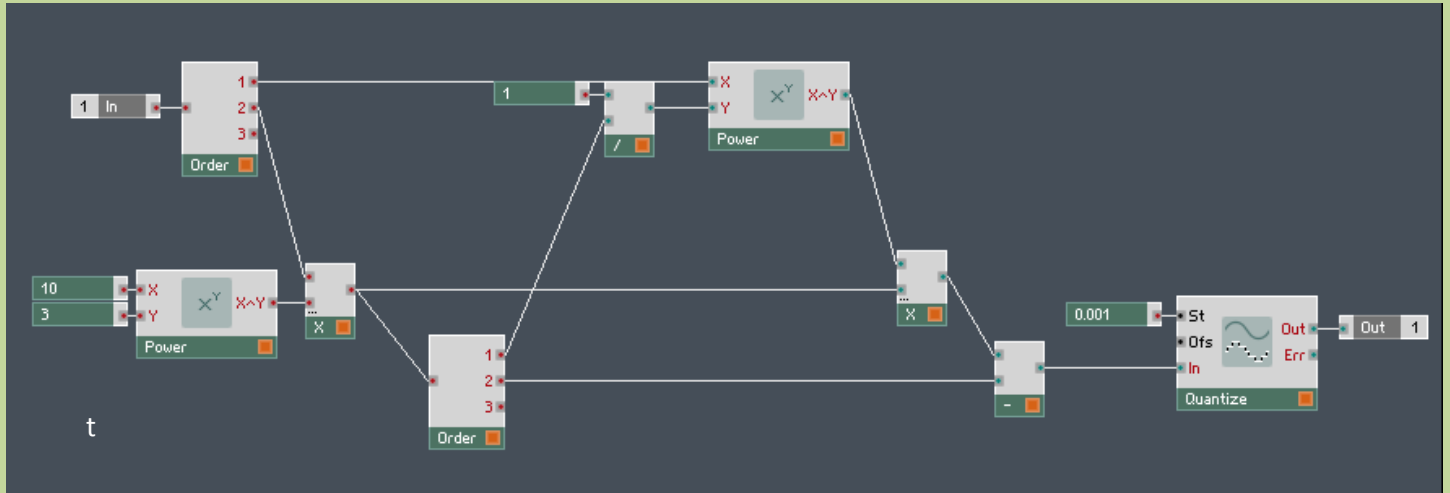 1 In
1
2
3
Order
1
/
X
Y
X^Y
X^Y
Power
10
3
X
Y
X^Y
X^Y
Power
...
X
1
2
3
Order
...
X
-
0.001
St
Ofs
In
Out
Err
Quantize
Out 1
t